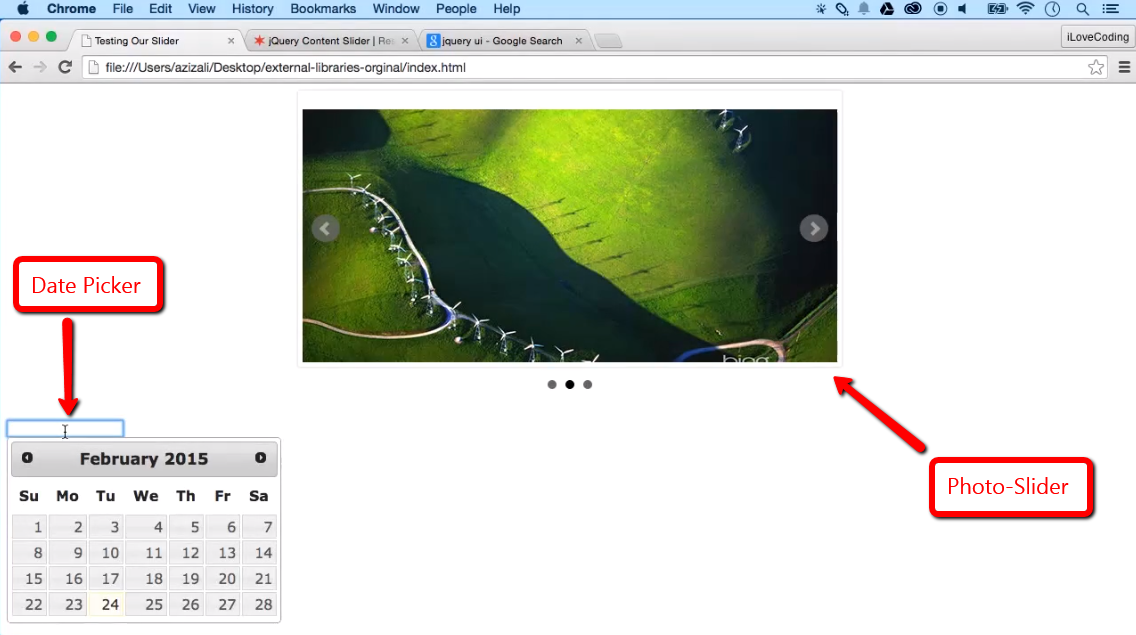 Chrome File Edit View History Bookmarks Window People Help
Testing Our Slider
jQuery Content Slider | Re
jquery ui - Google Search
iLoveCoding
file:///Users/azizali/Desktop/external-libraries-orginal/index.html
bing
Date Picker
February 2015
Su Mo Tu We Th Fr Sa
1 2 3 4 5 6 7
8 9 10 11 12 13 14
15 16 17 18 19 20 21
22 23 24 25 26 27 28
Photo-Slider